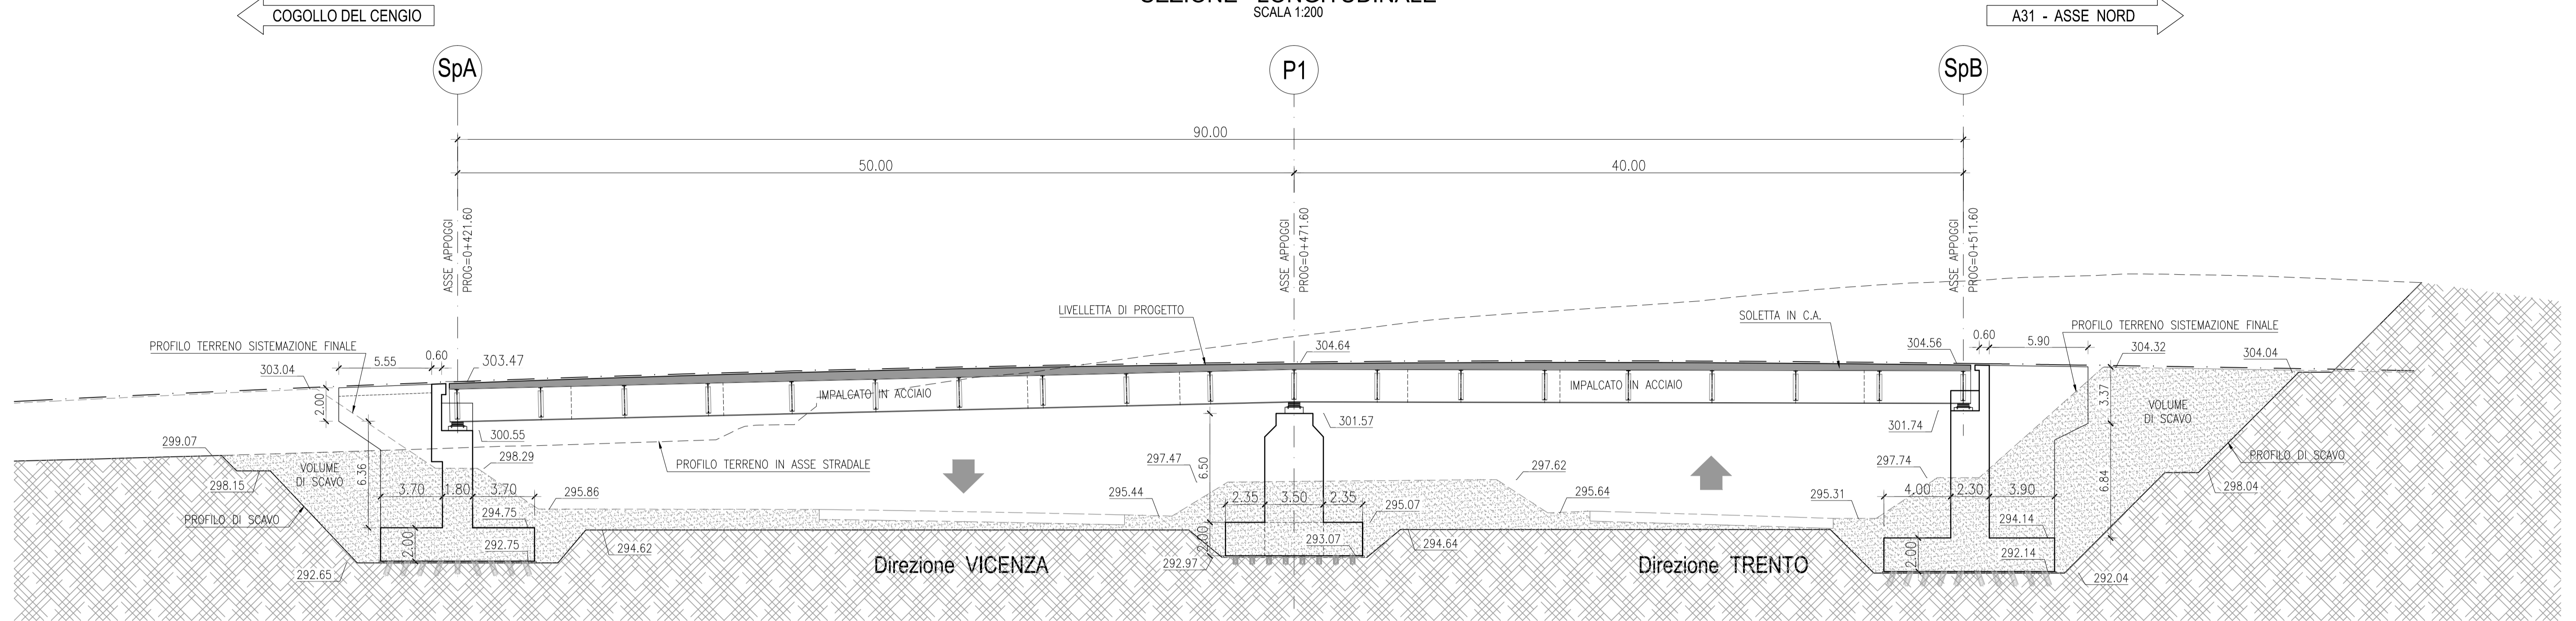 SEZIONE LONGITUDINALE
SCALA 1:200
COGOLLO DEL CENGIO
A31 - ASSE NORD
SpA
P1
SpB
90.00
50.00
40.00
ASSE APPOGGI
PROG=0+421.60
ASSE APPOGGI
PROG=0+471.60
ASSE APPOGGI
PROG=0+511.60
LIVELLETTA DI PROGETTO
SOLETTA IN C.A.
PROFILO TERRENO SISTEMAZIONE FINALE
PROFILO TERRENO SISTEMAZIONE FINALE
5.55
0.60
303.47
304.64
304.56
0.60
5.90
304.32
304.04
303.04
2.00
IMPALCATO IN ACCIAIO
IMPALCATO IN ACCIAIO
3.37
VOLUME
DI SCAVO
300.55
301.57
301.74
299.07
298.15
VOLUME
DI SCAVO
6.36
298.29
PROFILO TERRENO IN ASSE STRADALE
297.47
6.50
297.62
297.74
6.84
PROFILO DI SCAVO
298.04
3.70
1.80
3.70
295.86
295.44
2.35
3.50
2.35
295.07
295.64
295.31
4.00
2.30
3.90
PROFILO DI SCAVO
294.75
294.14
2.00
292.75
294.62
2.00
293.07
294.64
2.00
292.14
292.65
Direzione VICENZA
292.97
Direzione TRENTO
292.04